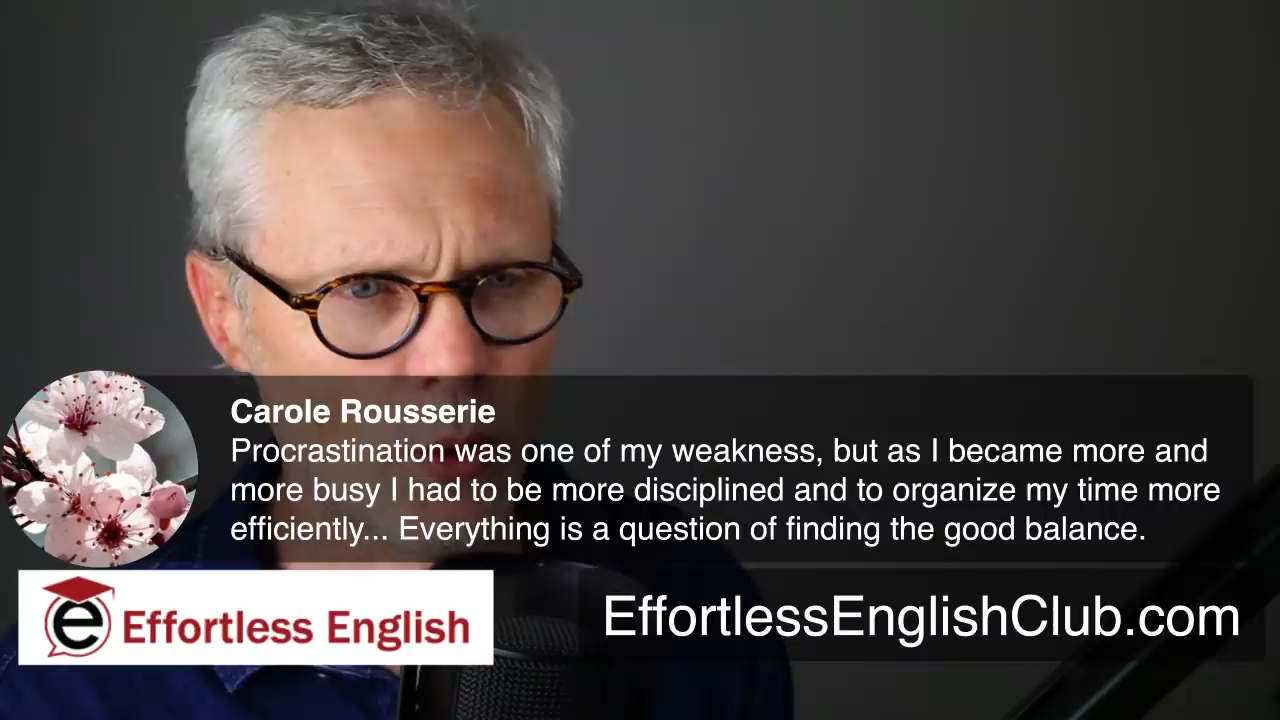 Carole Rousserie
Procrastination was one of my weakness, but as I became more and
more busy I had to be more disciplined and to organize my time more
efficiently... Everything is a question of finding the good balance.
e Effortless English
EffortlessEnglishClub.com